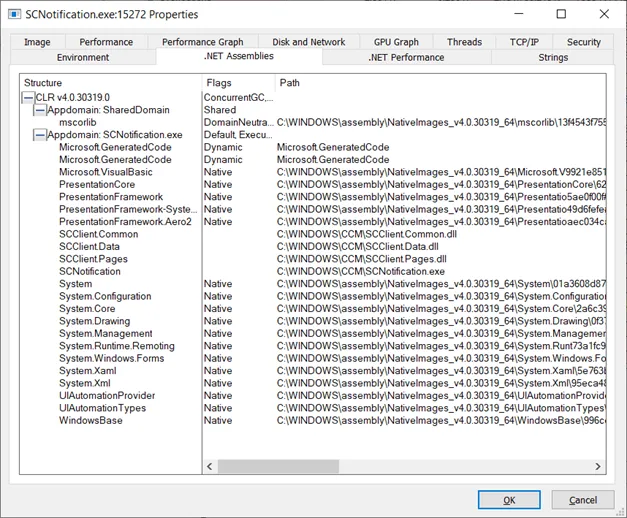 SCNotification.exe:15272 Properties
Image Performance Performance Graph Disk and Network GPU Graph Threads TCP/IP Security
Environment .NET Assemblies .NET Performance Strings
Structure Flags Path
CLR v4.0.30319.0 ConcurrentGC,...
Appdomain: SharedDomain Shared
mscorlib DomainNeutra... C:\WINDOWS\assembly\NativeImages_v4.0.30319_64\mscorlib\13f4543f755
Appdomain: SCNotification.exe Default, Execu...
Microsoft.GeneratedCode Dynamic Microsoft.GeneratedCode
Microsoft.GeneratedCode Dynamic Microsoft.GeneratedCode
Microsoft.VisualBasic Native C:\WINDOWS\assembly\NativeImages_v4.0.30319_64\Microsoft.V9921e851
PresentationCore Native C:\WINDOWS\assembly\NativeImages_v4.0.30319_64\PresentationCore\62
PresentationFramework Native C:\WINDOWS\assembly\NativeImages_v4.0.30319_64\Presentatio5ae0f00f
PresentationFramework-Syste... Native C:\WINDOWS\assembly\NativeImages_v4.0.30319_64\Presentatio49d6fefe
PresentationFramework.Aero2 Native C:\WINDOWS\assembly\NativeImages_v4.0.30319_64\Presentatioaec034ca
SCClient.Common C:\WINDOWS\CCM\SCClient.Common.dll
SCClient.Data C:\WINDOWS\CCM\SCClient.Data.dll
SCClient.Pages C:\WINDOWS\CCM\SCClient.Pages.dll
SCNotification C:\WINDOWS\CCM\SCNotification.exe
System Native C:\WINDOWS\assembly\NativeImages_v4.0.30319_64\System\01a3608d87
System.Configuration Native C:\WINDOWS\assembly\NativeImages_v4.0.30319_64\System.Configuration
System.Core Native C:\WINDOWS\assembly\NativeImages_v4.0.30319_64\System.Core\2a6c39
System.Drawing Native C:\WINDOWS\assembly\NativeImages_v4.0.30319_64\System.Drawing\0f37
System.Management Native C:\WINDOWS\assembly\NativeImages_v4.0.30319_64\System.Managemen
System.Runtime.Remoting Native C:\WINDOWS\assembly\NativeImages_v4.0.30319_64\System.Runt73a1fc9
System.Windows.Forms Native C:\WINDOWS\assembly\NativeImages_v4.0.30319_64\System.Windows.Fo
System.Xaml Native C:\WINDOWS\assembly\NativeImages_v4.0.30319_64\System.Xaml\5e763b
System.Xml Native C:\WINDOWS\assembly\NativeImages_v4.0.30319_64\System.Xml\95eca48
UIAutomationProvider Native C:\WINDOWS\assembly\NativeImages_v4.0.30319_64\UIAutomationProvide
UIAutomationTypes Native C:\WINDOWS\assembly\NativeImages_v4.0.30319_64\UIAutomationTypes\
WindowsBase Native C:\WINDOWS\assembly\NativeImages_v4.0.30319_64\WindowsBase\996cc
OK Cancel